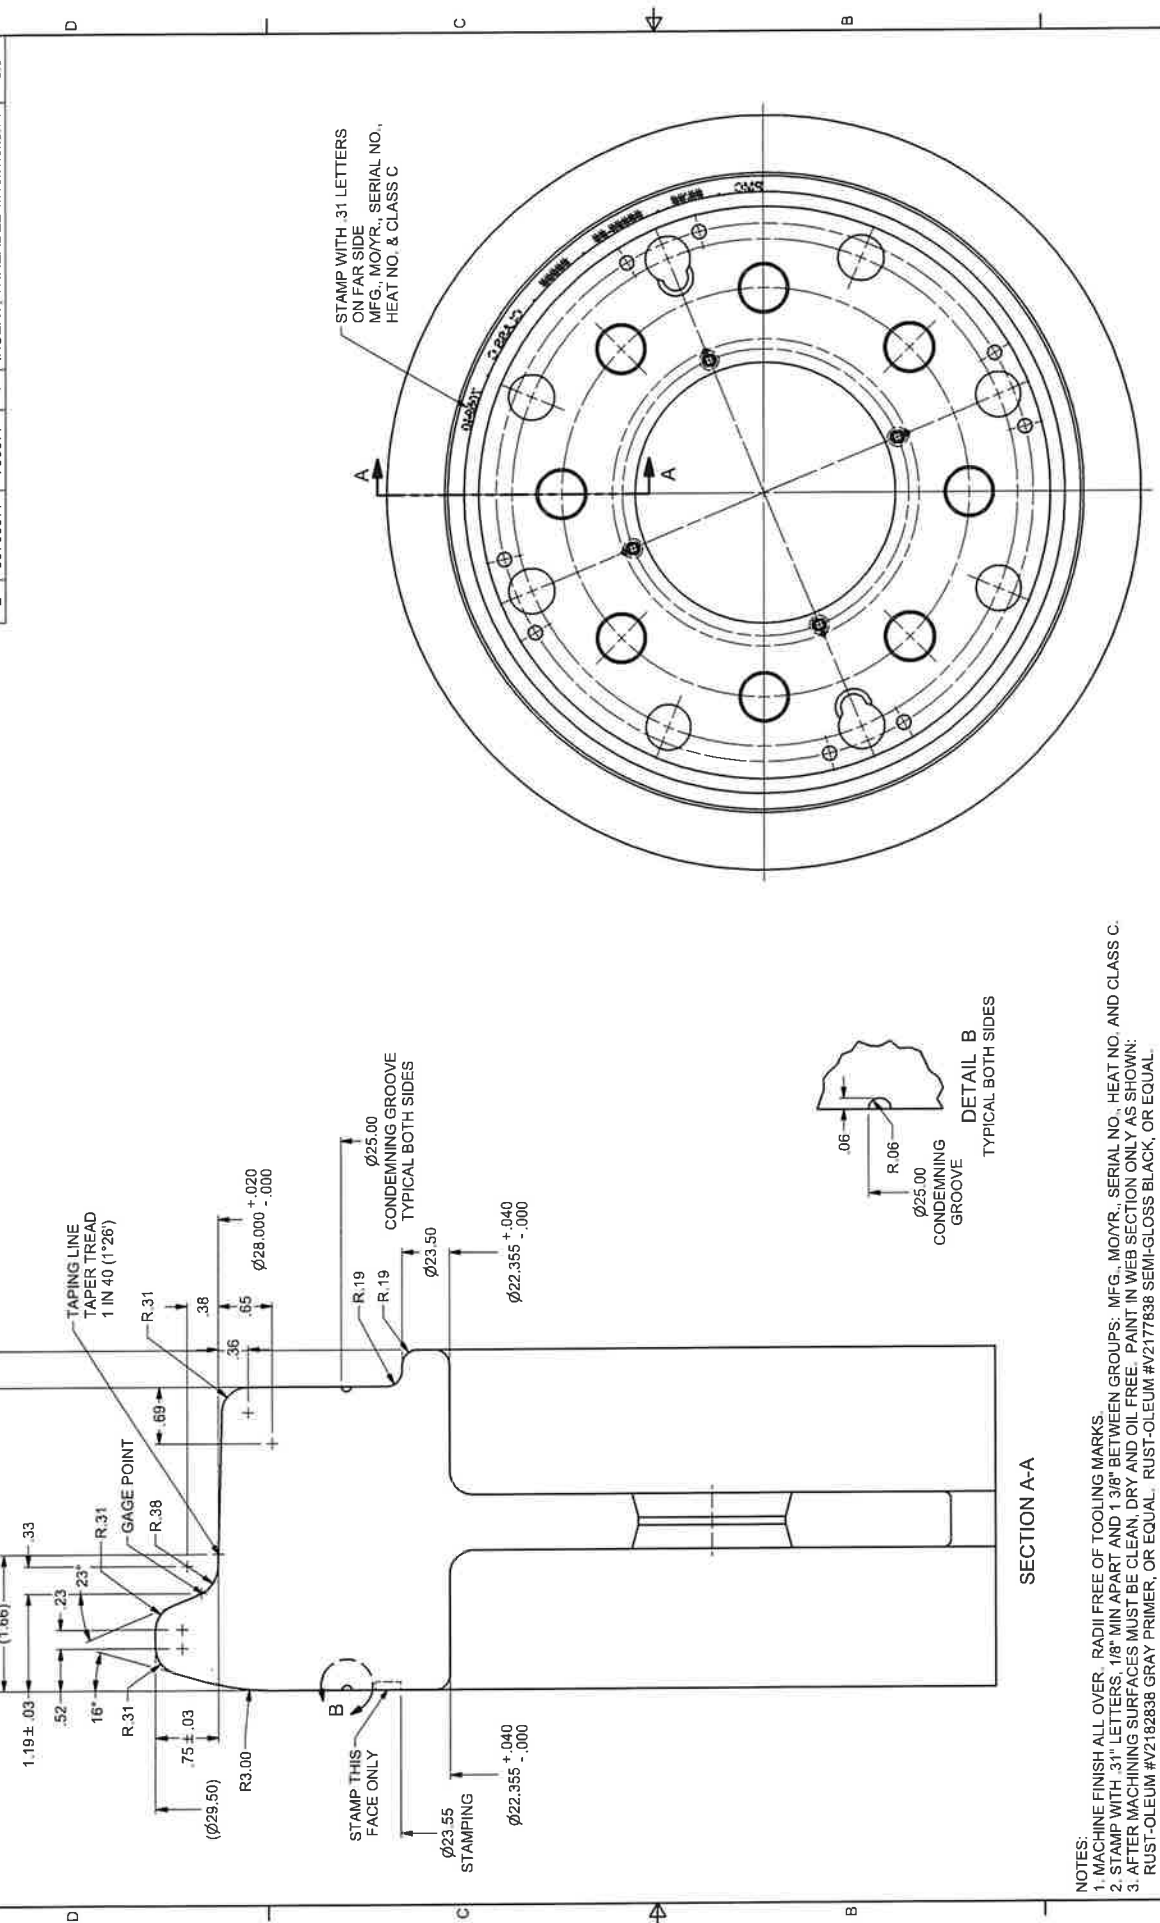 D
C
B
STAMP WITH .31 LETTERS
ON FAR SIDE
MFG., MO/YR., SERIAL NO.,
HEAT NO. & CLASS C
A
A
(1.66)
1.19±.03
.33
.52
.23
23°
16°
R.31
R.31
GAGE POINT
R.38
TAPING LINE
TAPER TREAD
1 IN 40 (1°26')
R.31
.69
.36
.38
.65
Ø28.000 +.020
-.000
Ø25.00
CONDEMNING GROOVE
TYPICAL BOTH SIDES
R.19
R.19
Ø23.50
Ø22.355 +.040
-.000
.75±.03
(Ø29.50)
R3.00
B
STAMP THIS
FACE ONLY
Ø23.55
STAMPING
Ø22.355 +.040
-.000
SECTION A-A
.06
R.06
Ø25.00
CONDEMNING
GROOVE
DETAIL B
TYPICAL BOTH SIDES
NOTES:
1. MACHINE FINISH ALL OVER. RADII FREE OF TOOLING MARKS.
2. STAMP WITH .31" LETTERS, 1/8" MIN APART AND 1 3/8" BETWEEN GROUPS: MFG., MO/YR., SERIAL NO., HEAT NO. AND CLASS C.
3. AFTER MACHINING SURFACES MUST BE CLEAN, DRY AND OIL FREE. PAINT IN WEB SECTION ONLY AS SHOWN:
RUST-OLEUM #V2182838 GRAY PRIMER, OR EQUAL. RUST-OLEUM #V2177838 SEMI-GLOSS BLACK, OR EQUAL.
D
C
B